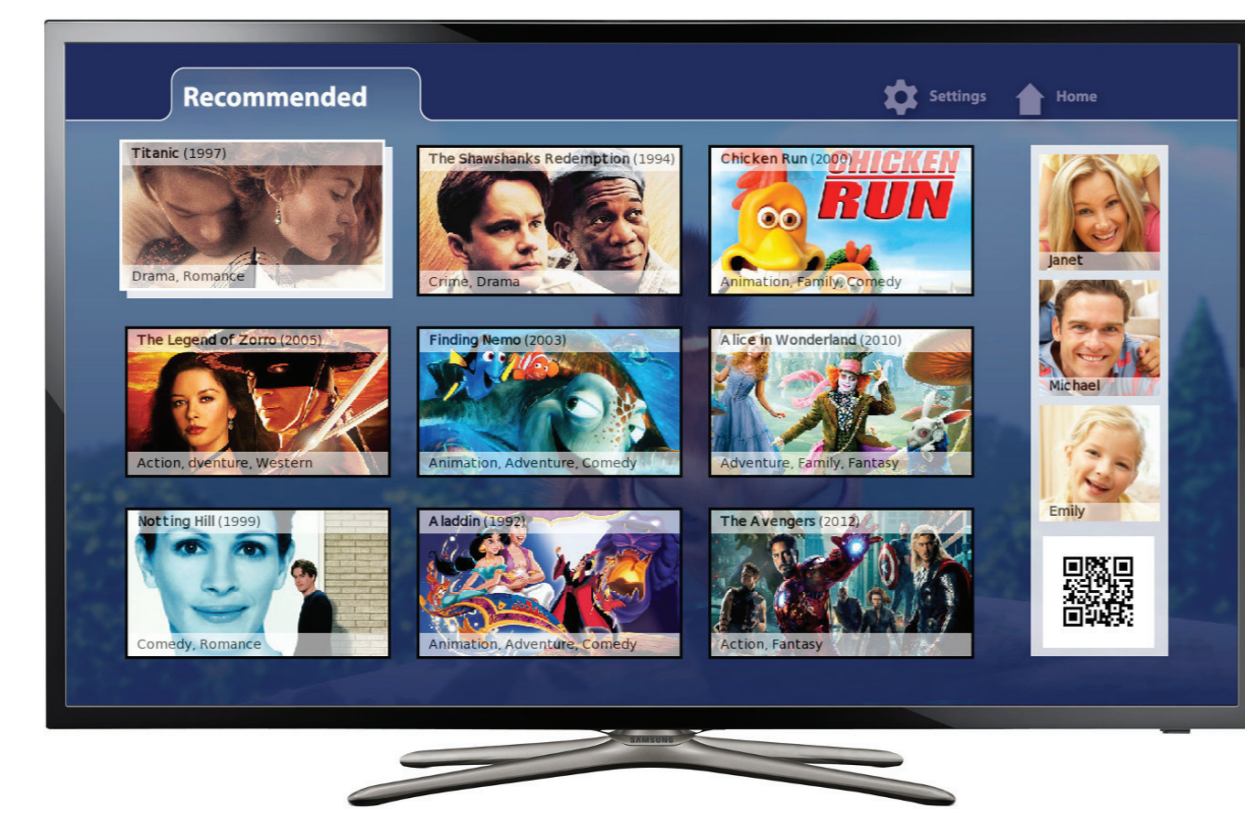 Recommended
Settings
Home
Titanic (1997)
Drama, Romance
The Shawshanks Redemption (1994)
Crime, Drama
Chicken Run (2000)
CHICKEN
RUN
Animation, Family, Comedy
The Legend of Zorro (2005)
Action, dventure, Western
Finding Nemo (2003)
Animation, Adventure, Comedy
Alice in Wonderland (2010)
Adventure, Family, Fantasy
Notting Hill (1999)
Comedy, Romance
Aladdin (1992)
Animation, Adventure, Comedy
The Avengers (2012)
Action, Fantasy
Janet
Michael
Emily
SAMSUNG